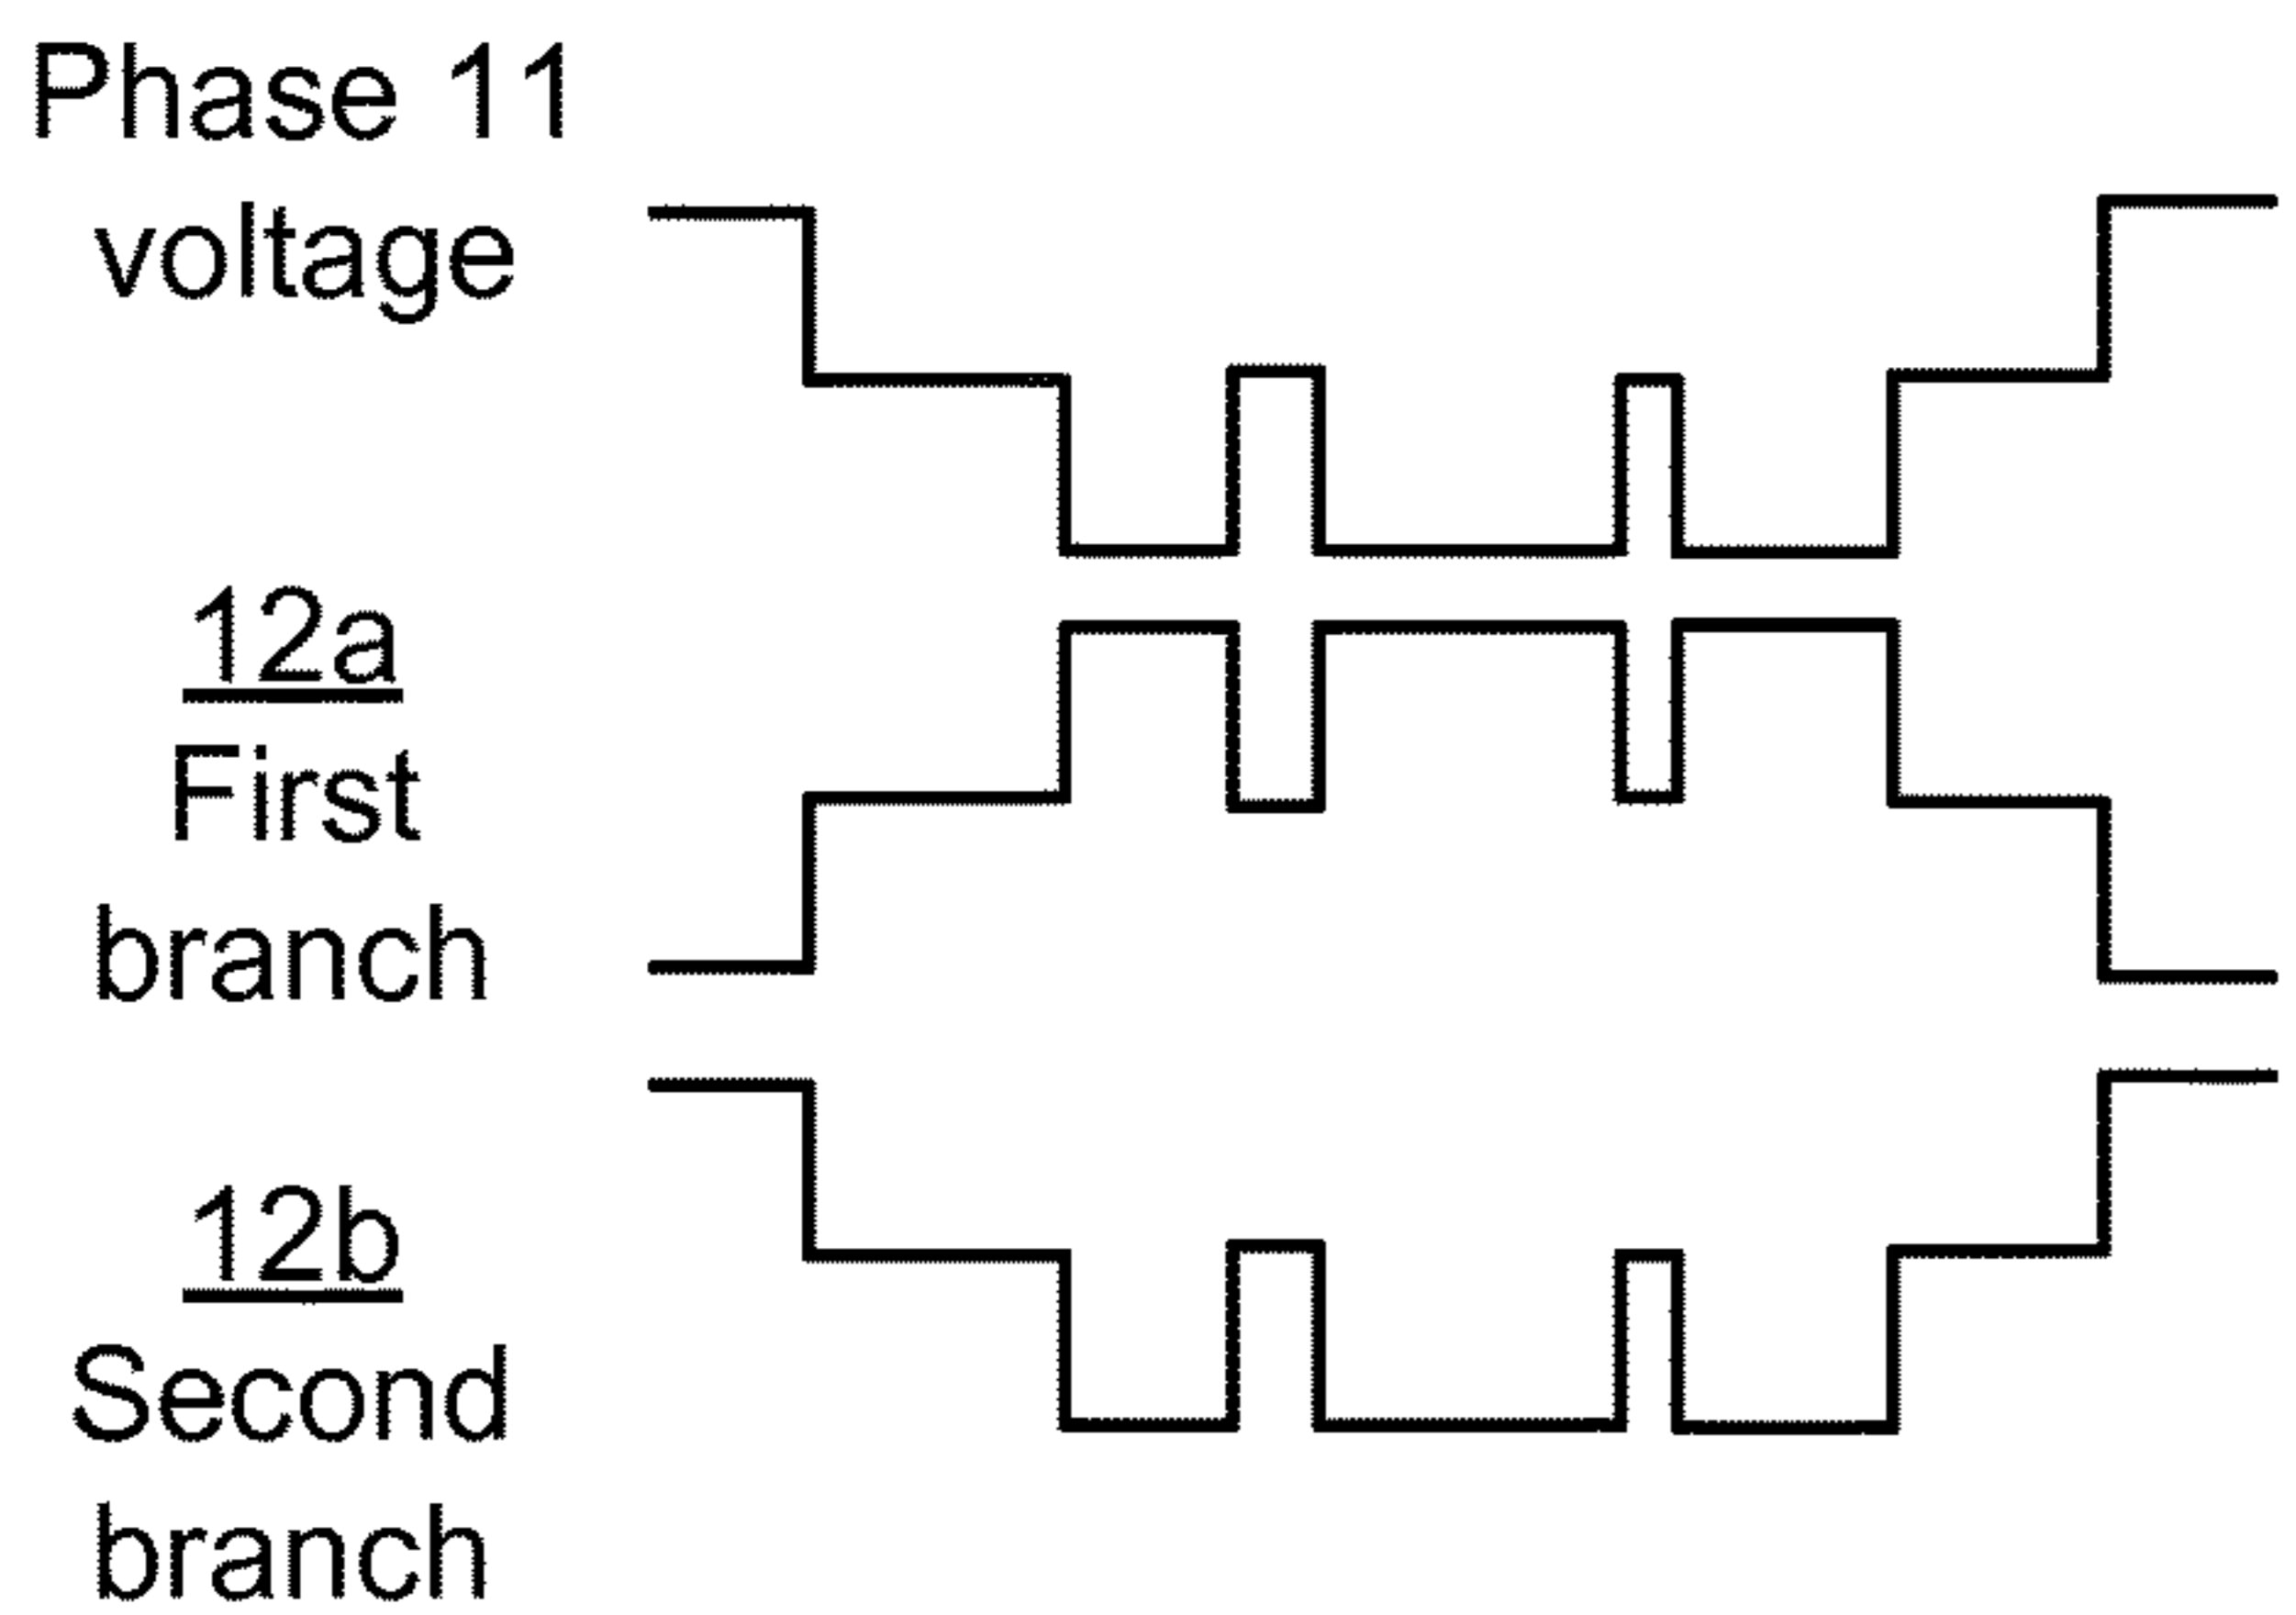 Phase 11
voltage
12a
First
branch
12b
Second
branch